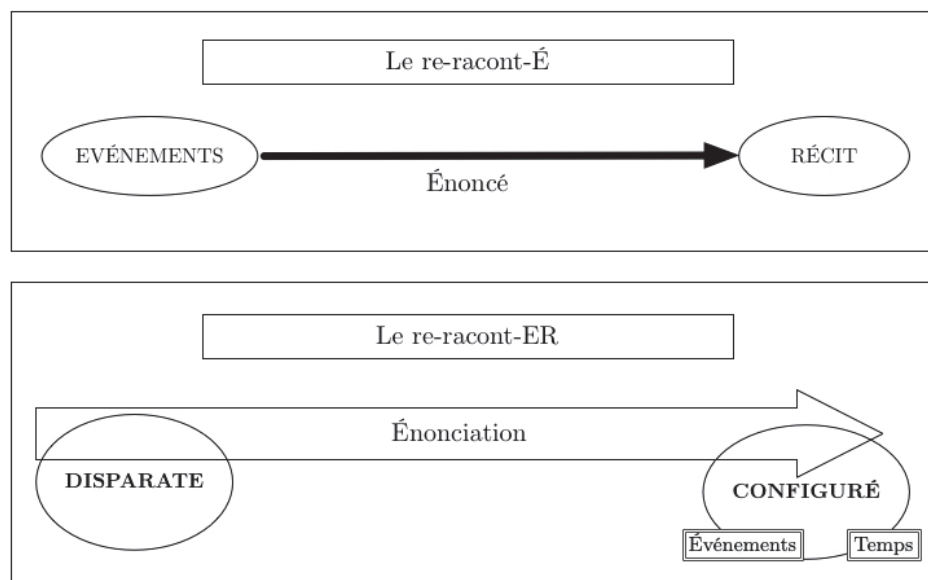 Le re-racont-É
EVÉNEMENTS
RÉCIT
Énoncé
Le re-racont-ER
Énonciation
DISPARATE
CONFIGURÉ
Événements
Temps